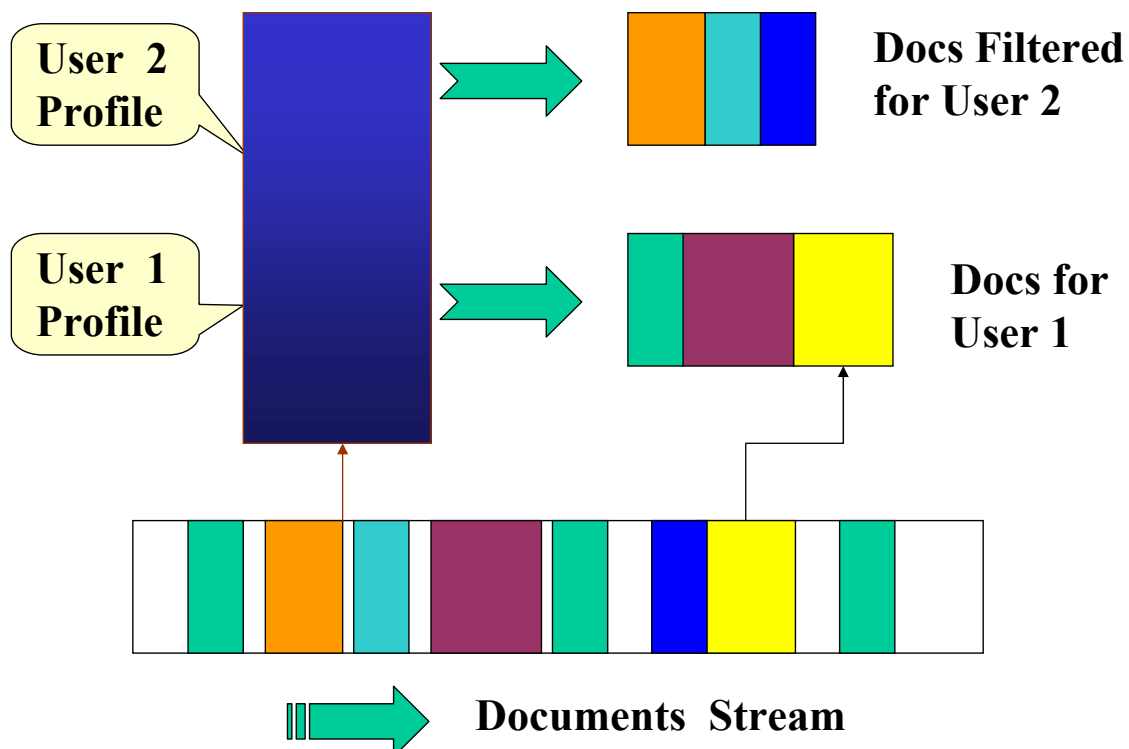 User 2
Profile
Docs Filtered
for User 2
User 1
Profile
Docs for
User 1
Documents Stream